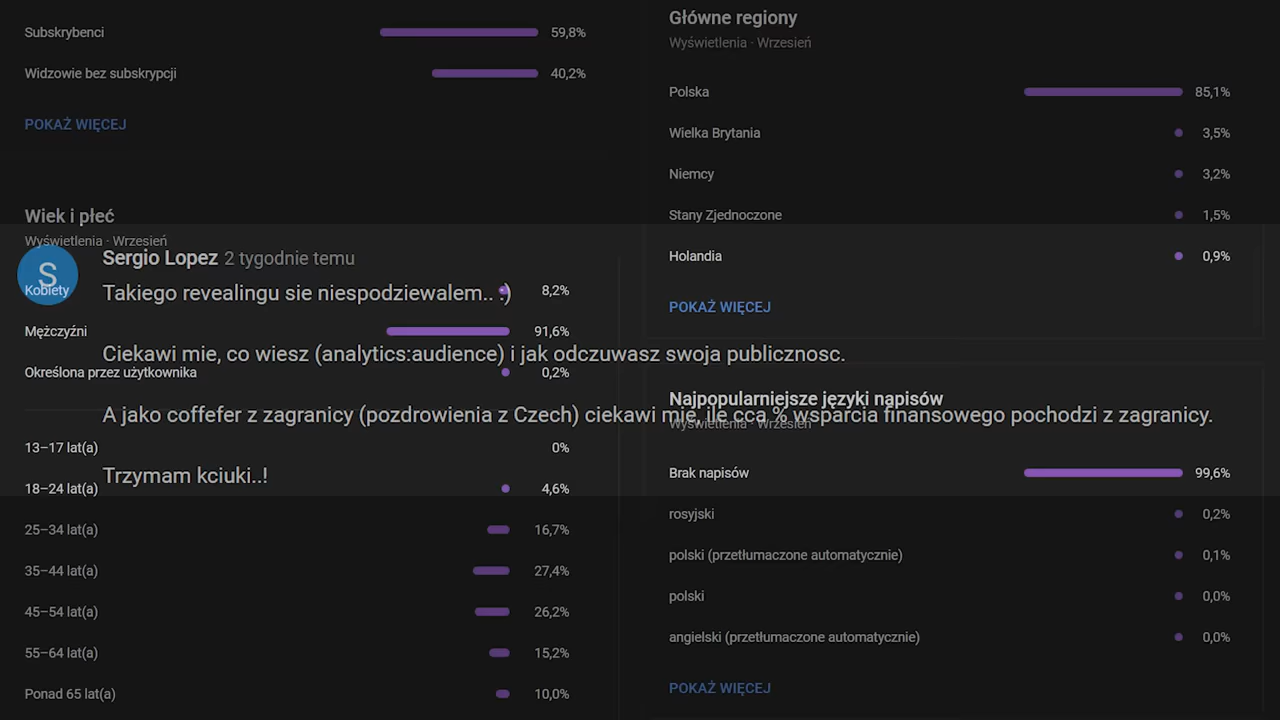 Subskrybenci 59,8%
Widzowie bez subskrypcji 40,2%
POKAŻ WIĘCEJ
Wiek i płeć
Wyświetlenia · Wrzesień
Kobiety 8,2%
Mężczyźni 91,6%
Określona przez użytkownika 0,2%
13–17 lat(a) 0%
18–24 lat(a) 4,6%
25–34 lat(a) 16,7%
35–44 lat(a) 27,4%
45–54 lat(a) 26,2%
55–64 lat(a) 15,2%
Ponad 65 lat(a) 10,0%
Główne regiony
Wyświetlenia · Wrzesień
Polska 85,1%
Wielka Brytania 3,5%
Niemcy 3,2%
Stany Zjednoczone 1,5%
Holandia 0,9%
POKAŻ WIĘCEJ
Najpopularniejsze języki napisów
Wyświetlenia · Wrzesień
Brak napisów 99,6%
rosyjski 0,2%
polski (przetłumaczone automatycznie) 0,1%
polski 0,0%
angielski (przetłumaczone automatycznie) 0,0%
POKAŻ WIĘCEJ
S
Sergio Lopez 2 tygodnie temu
Takiego revealingu sie niespodziewalem.. :)
Ciekawi mie, co wiesz (analytics:audience) i jak odczuwasz swoja publicznosc.
A jako coffefer z zagranicy (pozdrowienia z Czech) ciekawi mie, ile cca % wsparcia finansowego pochodzi z zagranicy.
Trzymam kciuki..!